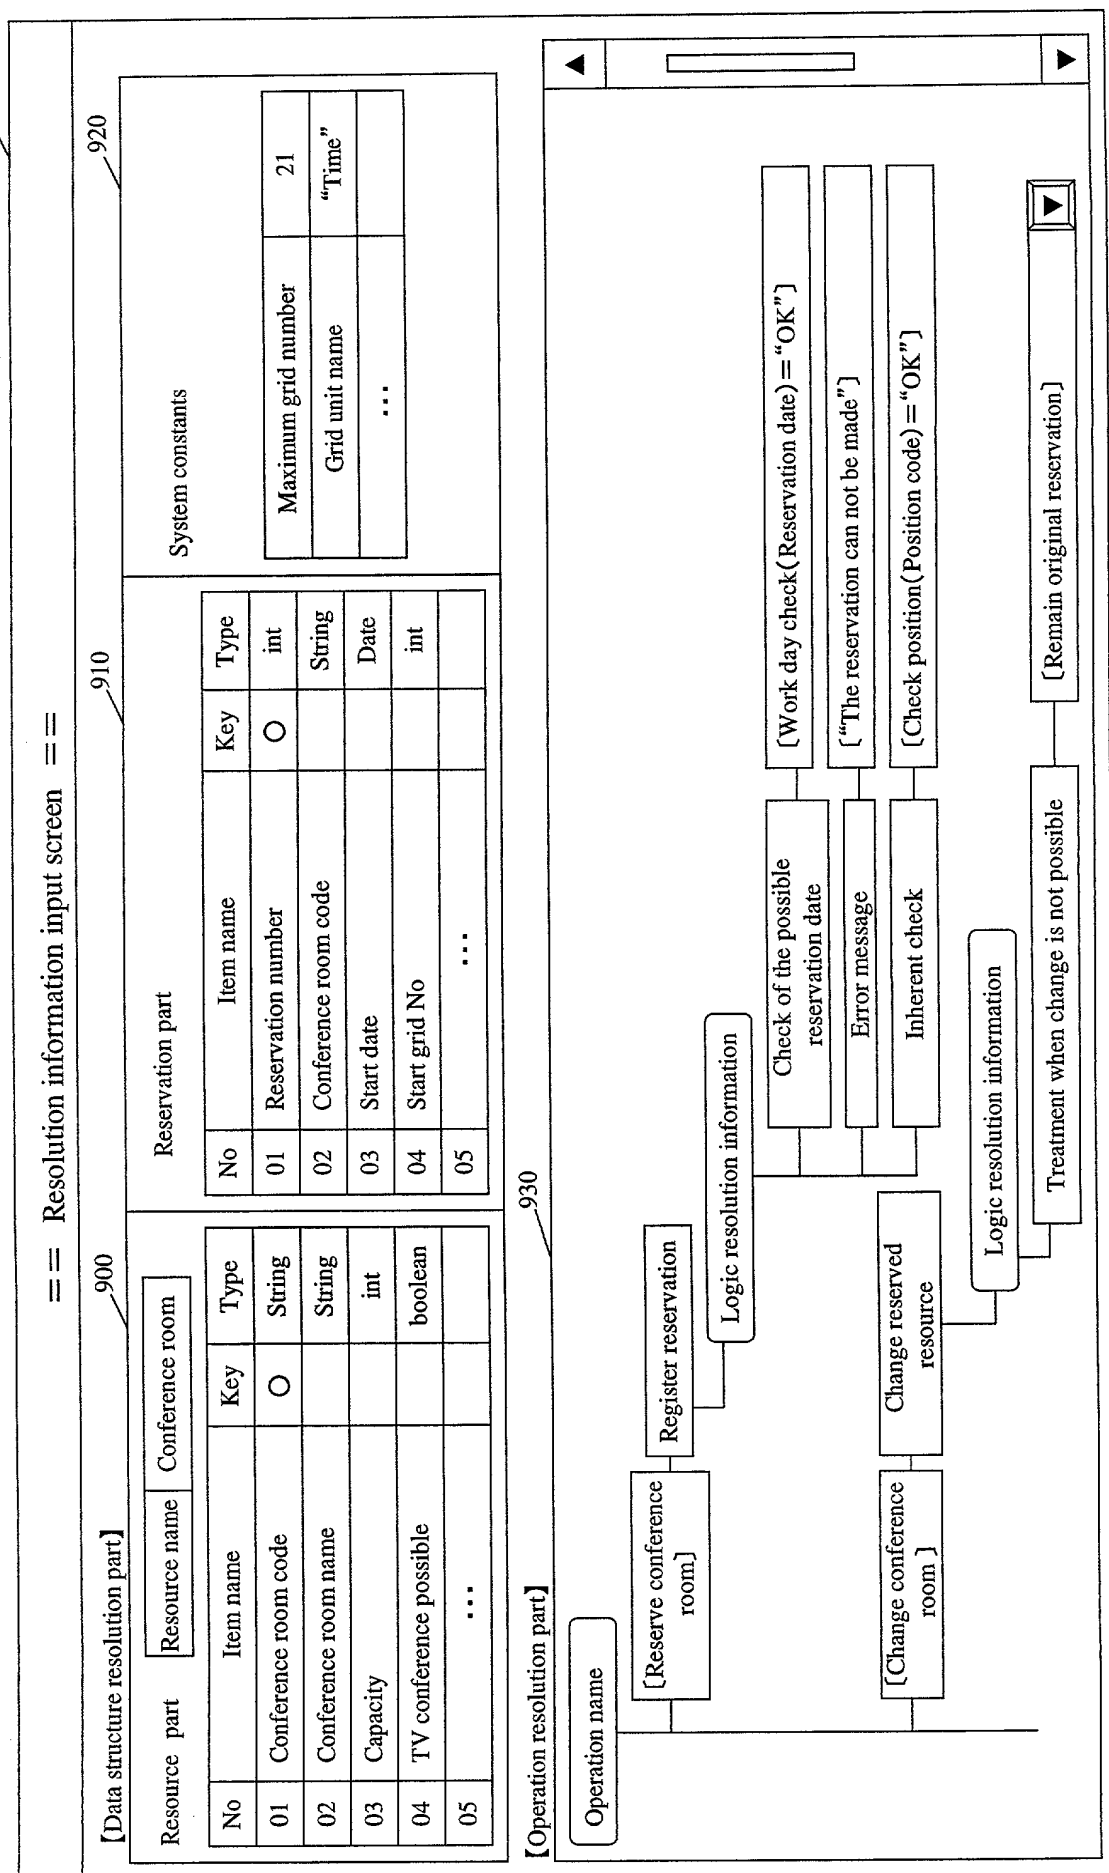 == Resolution information input screen ==
【Data structure resolution part】
900
910
920
Resource part
Resource name Conference room
No Item name Key Type
01 Conference room code ○ String
02 Conference room name String
03 Capacity int
04 TV conference possible boolean
05 ...
Reservation part
No Item name Key Type
01 Reservation number ○ int
02 Conference room code String
03 Start date Date
04 Start grid No int
05 ...
System constants
Maximum grid number 21
Grid unit name “Time”
...
【Operation resolution part】
930
▲
▼
Operation name
[Reserve conference
room]
Register reservation
Logic resolution information
Check of the possible
reservation date
[Work day check(Reservation date)=“OK”]
Error message
[“The reservation can not be made”]
Inherent check
[Check position(Position code)=“OK”]
[Change conference
room ]
Change reserved
resource
Logic resolution information
Treatment when change is not possible
[Remain original reservation]
▼